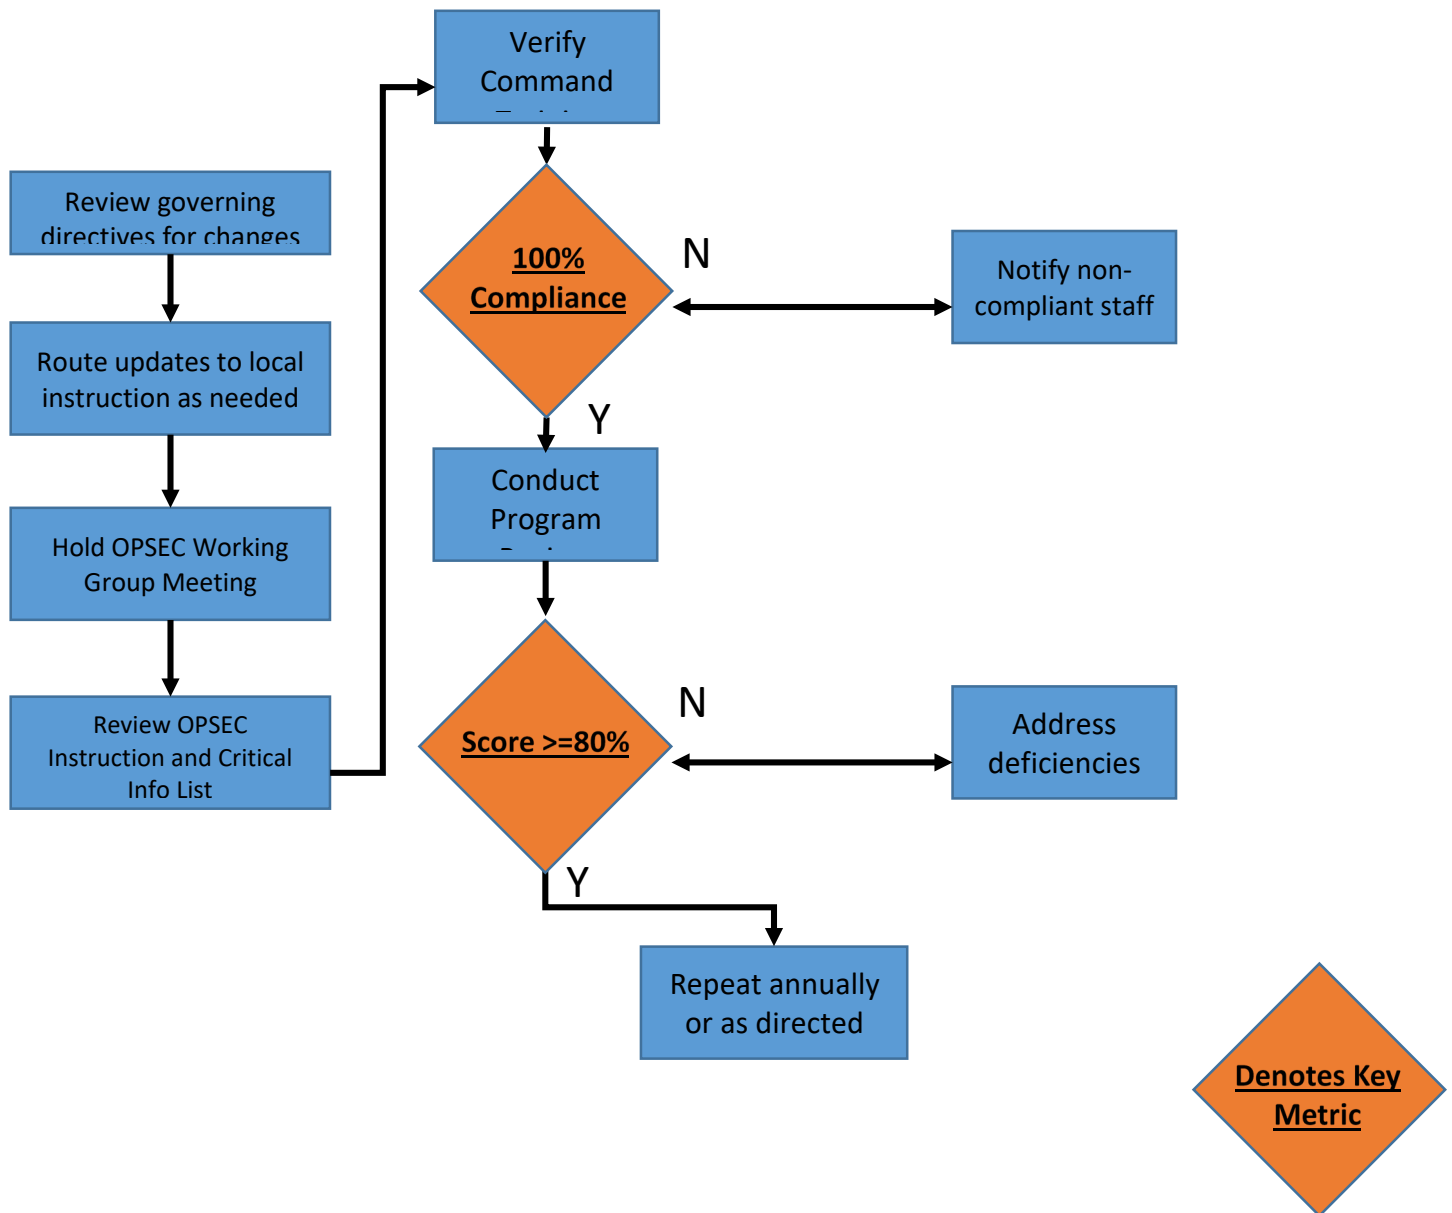 Verify
Command
Review governing
directives for changes
100%
Compliance
N
Notify non-
compliant staff
Route updates to local
instruction as needed
Y
Conduct
Program
Hold OPSEC Working
Group Meeting
Review OPSEC
Instruction and Critical
Info List
Score >=80%
N
Address
deficiencies
Y
Repeat annually
or as directed
Denotes Key
Metric